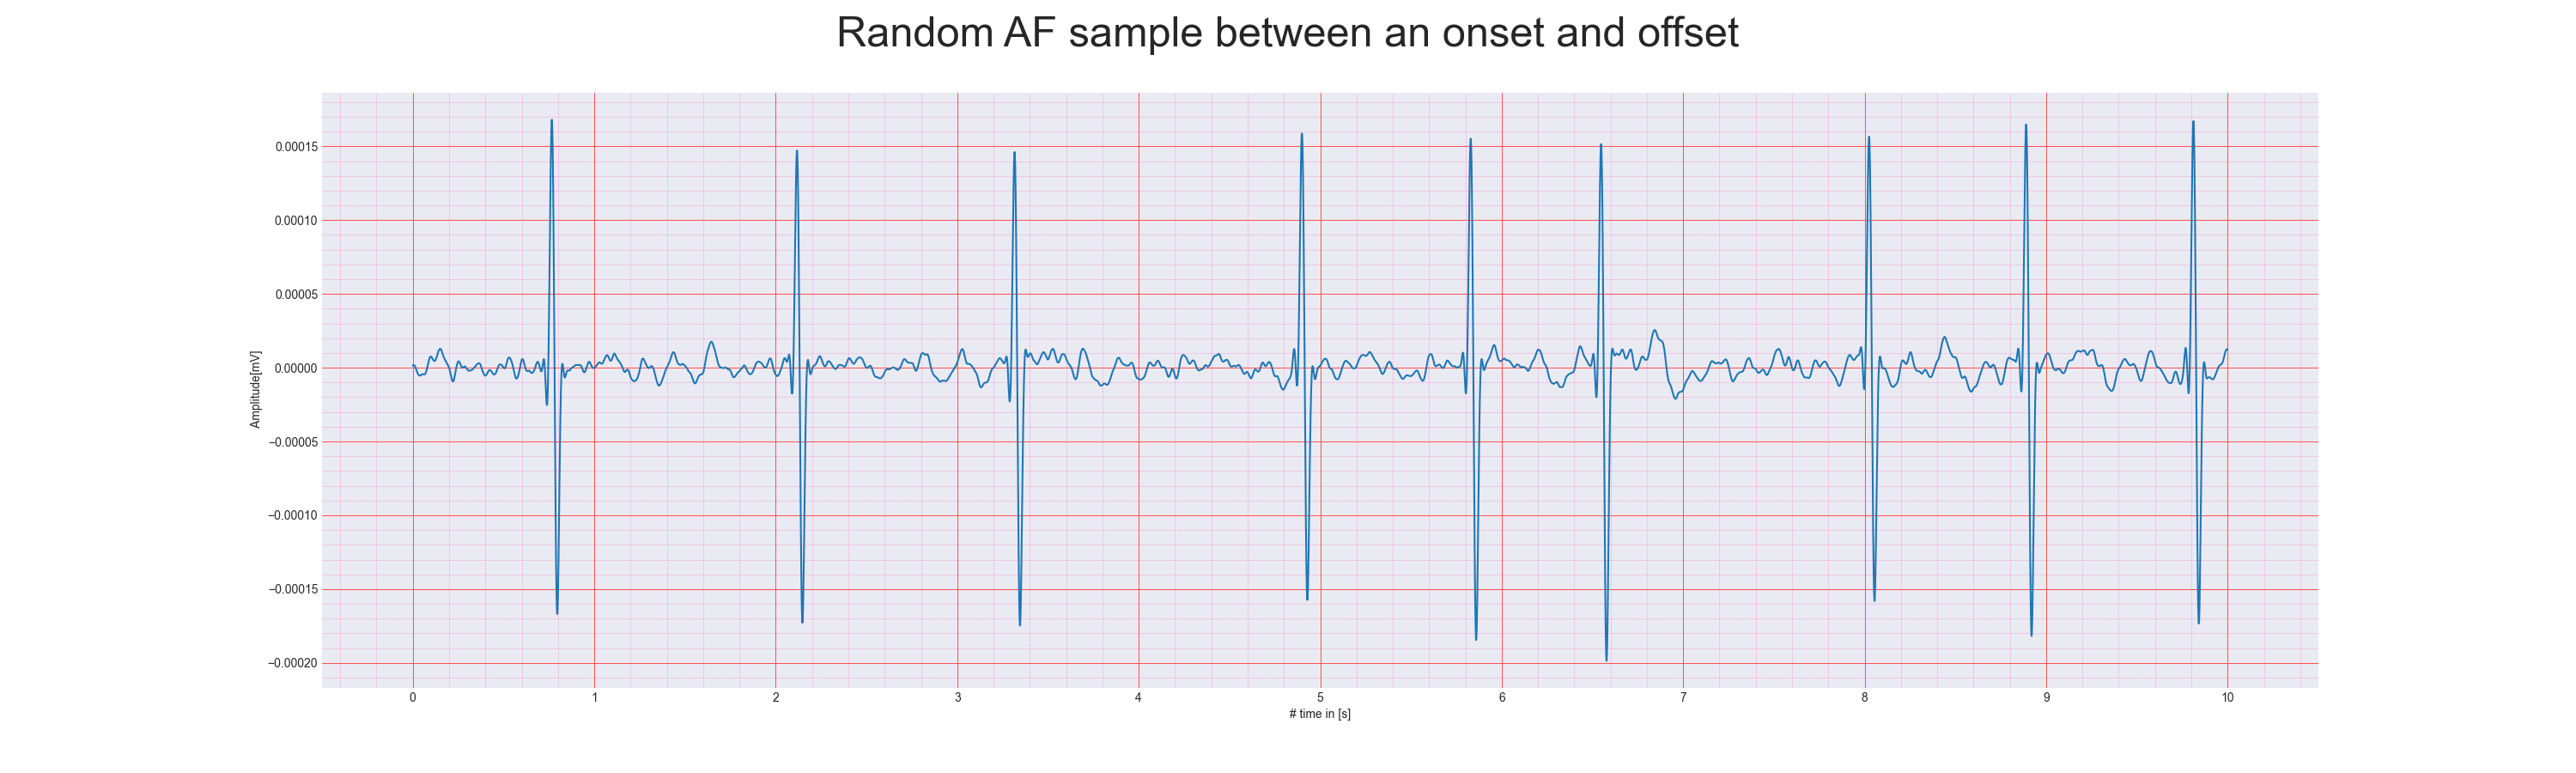 Random AF sample between an onset and offset
0.00015
0.00010
0.00005
0.00000
−0.00005
−0.00010
−0.00015
−0.00020
Amplitude[mV]
0 1 2 3 4 5 6 7 8 9 10
# time in [s]